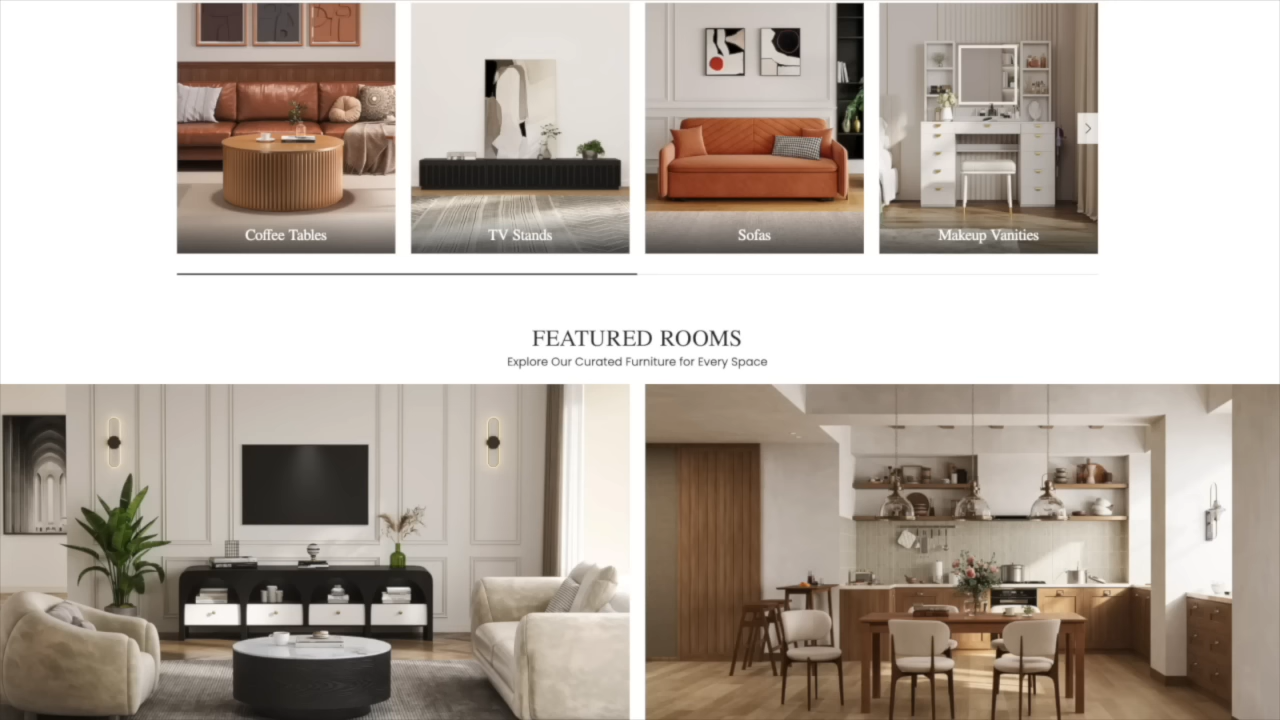 Coffee Tables
TV Stands
Sofas
Makeup Vanities
FEATURED ROOMS
Explore Our Curated Furniture for Every Space